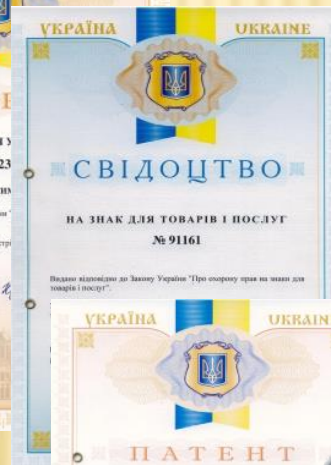 УКРАЇНА UKRAINE
СВІДОЦТВО
НА ЗНАК ДЛЯ ТОВАРІВ І ПОСЛУГ
№ 91161
Видано відповідно до Закону України "Про охорону прав на знаки для
товарів і послуг".
УКРАЇНА UKRAIN
ПАТЕНТ